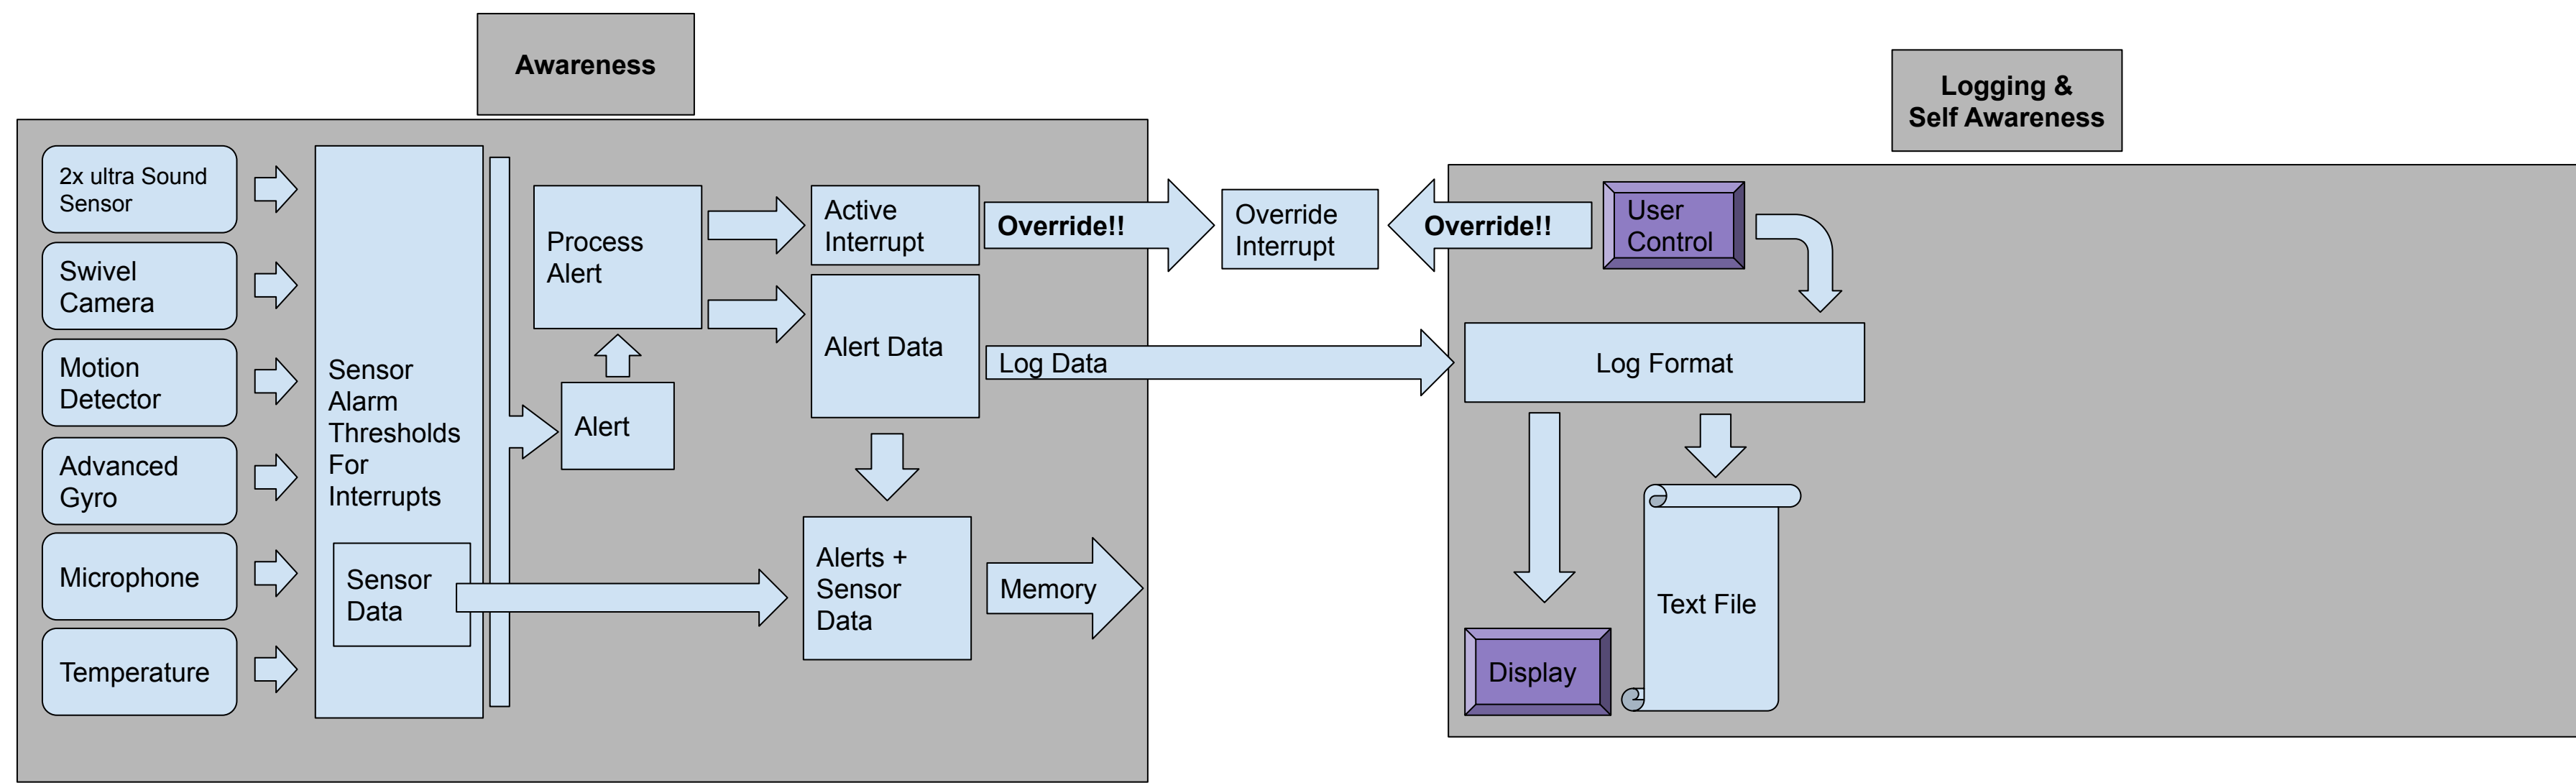 Awareness
Logging &
Self Awareness
2x ultra Sound
Sensor
Swivel
Camera
Motion
Detector
Advanced
Gyro
Microphone
Temperature
Sensor
Alarm
Thresholds
For
Interrupts
Sensor
Data
Process
Alert
Alert
Active
Interrupt
Alert Data
Alerts +
Sensor
Data
Override!!
Log Data
Memory
Override
Interrupt
Override!!
User
Control
Log Format
Display
Text File